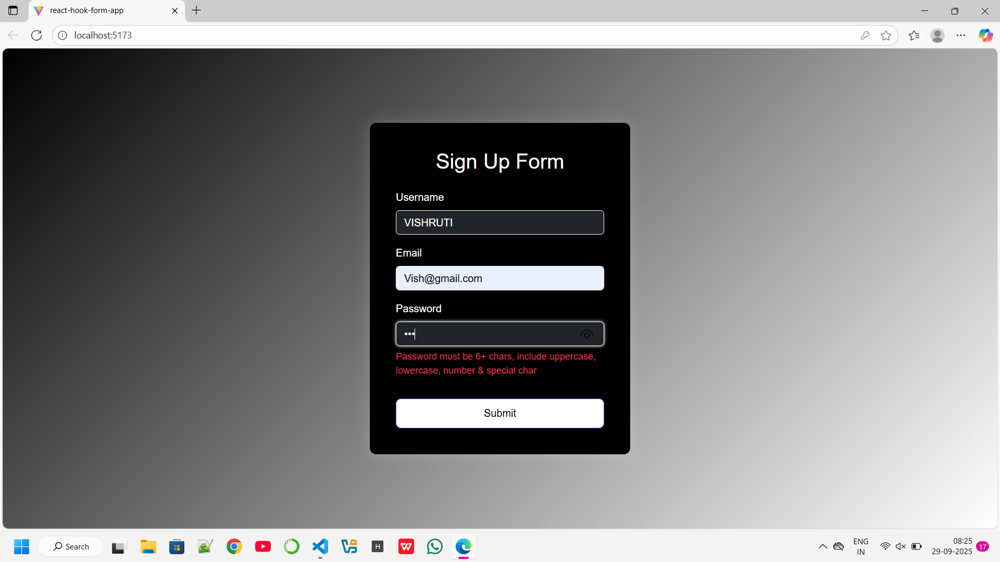 react-hook-form-app
localhost:5173
Sign Up Form
Username
VISHRUTI
Email
Vish@gmail.com
Password
•••
Password must be 6+ chars, include uppercase,
lowercase, number & special char
Submit
Search
H
W
ENG
IN
08:25
29-09-2025
17